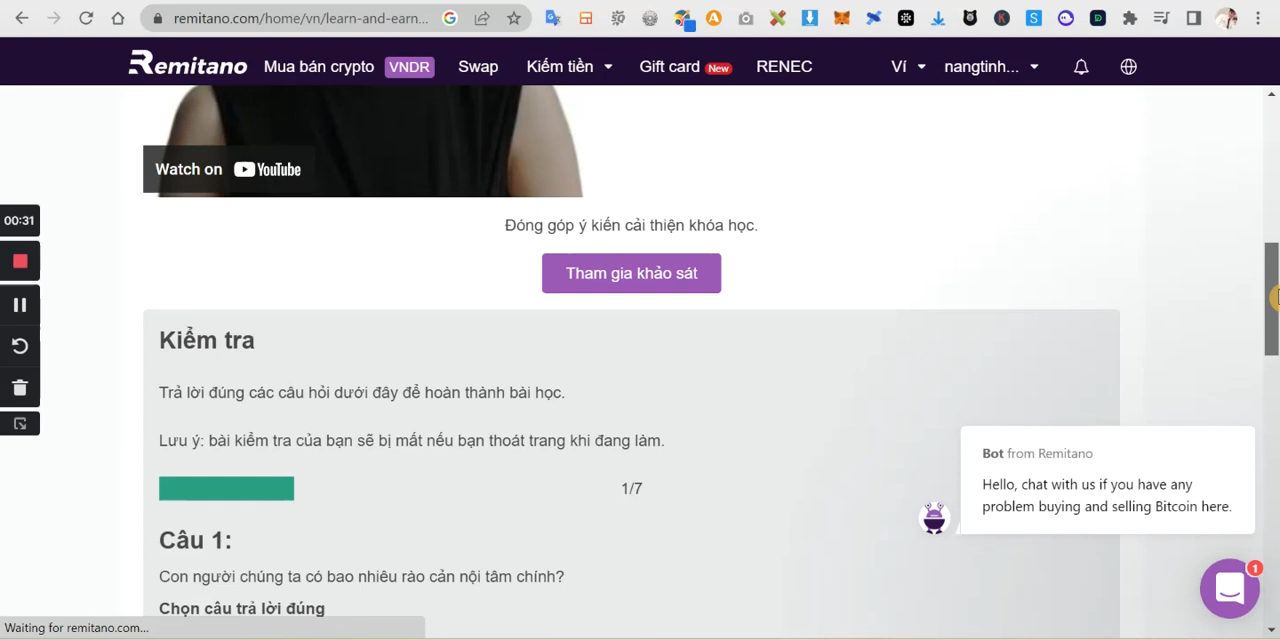 remitano.com/home/vn/learn-and-earn...
Remitano
Mua bán crypto VNDR Swap Kiếm tiền Gift card New RENEC Ví nangtinh...
Watch on YouTube
00:31
Đóng góp ý kiến cải thiện khóa học.
Tham gia khảo sát
Kiểm tra
Trả lời đúng các câu hỏi dưới đây để hoàn thành bài học.
Lưu ý: bài kiểm tra của bạn sẽ bị mất nếu bạn thoát trang khi đang làm.
1/7
Bot from Remitano
Hello, chat with us if you have any
problem buying and selling Bitcoin here.
Câu 1:
Con người chúng ta có bao nhiêu rào cản nội tâm chính?
1
Chọn câu trả lời đúng
Waiting for remitano.com...